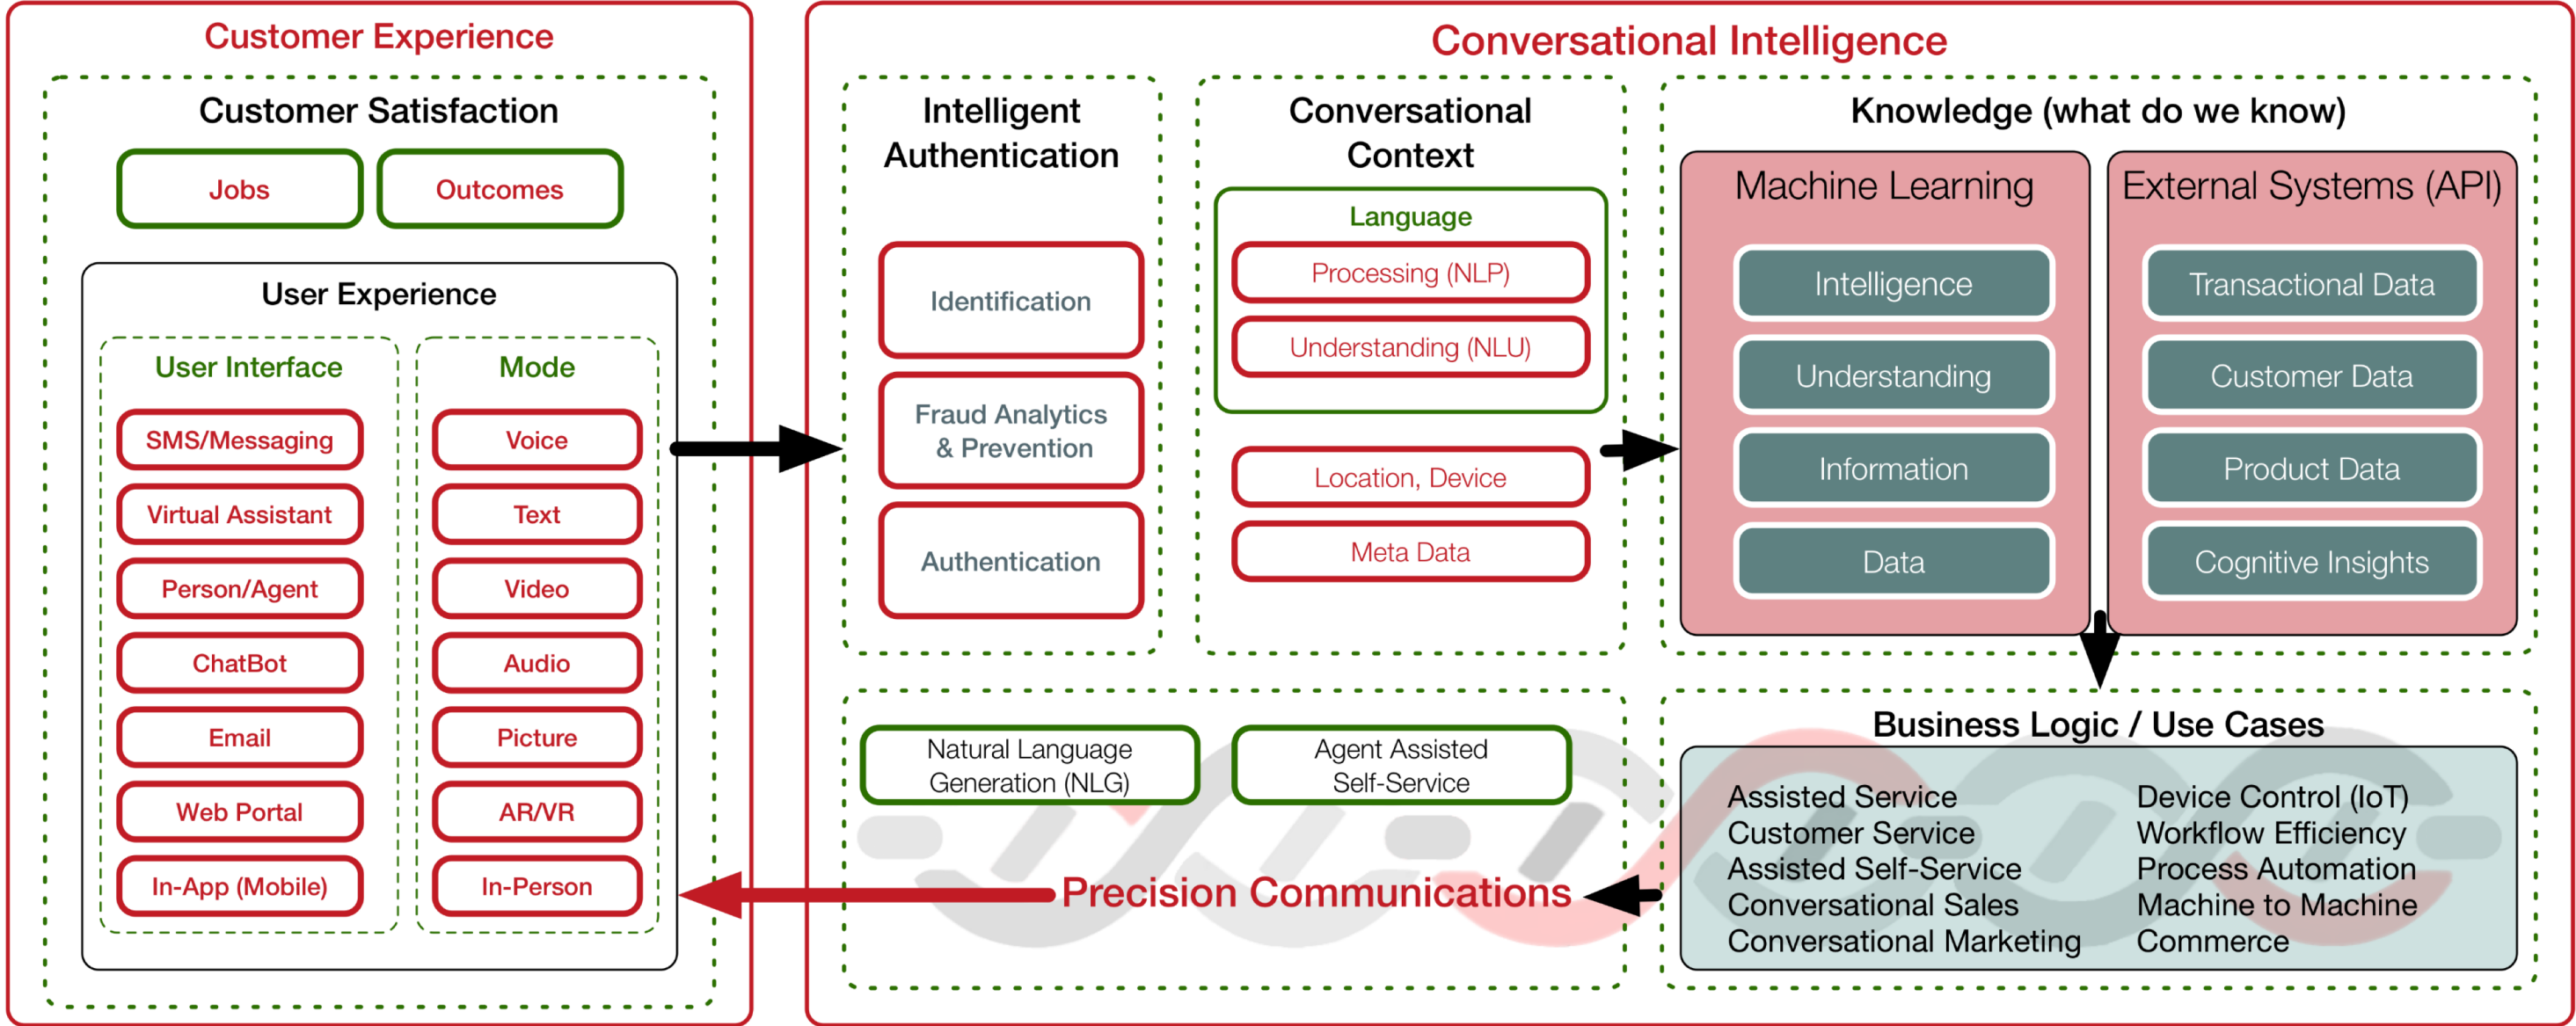 Customer Experience
Customer Satisfaction
Jobs
Outcomes
User Experience
User Interface
SMS/Messaging
Virtual Assistant
Person/Agent
ChatBot
Email
Web Portal
In-App (Mobile)
Mode
Voice
Text
Video
Audio
Picture
AR/VR
In-Person
Conversational Intelligence
Intelligent
Authentication
Identification
Fraud Analytics
& Prevention
Authentication
Conversational
Context
Language
Processing (NLP)
Understanding (NLU)
Location, Device
Meta Data
Knowledge (what do we know)
Machine Learning
Intelligence
Understanding
Information
Data
External Systems (API)
Transactional Data
Customer Data
Product Data
Cognitive Insights
Natural Language
Generation (NLG)
Agent Assisted
Self-Service
Precision Communications
Business Logic / Use Cases
Assisted Service
Customer Service
Assisted Self-Service
Conversational Sales
Conversational Marketing
Device Control (IoT)
Workflow Efficiency
Process Automation
Machine to Machine
Commerce